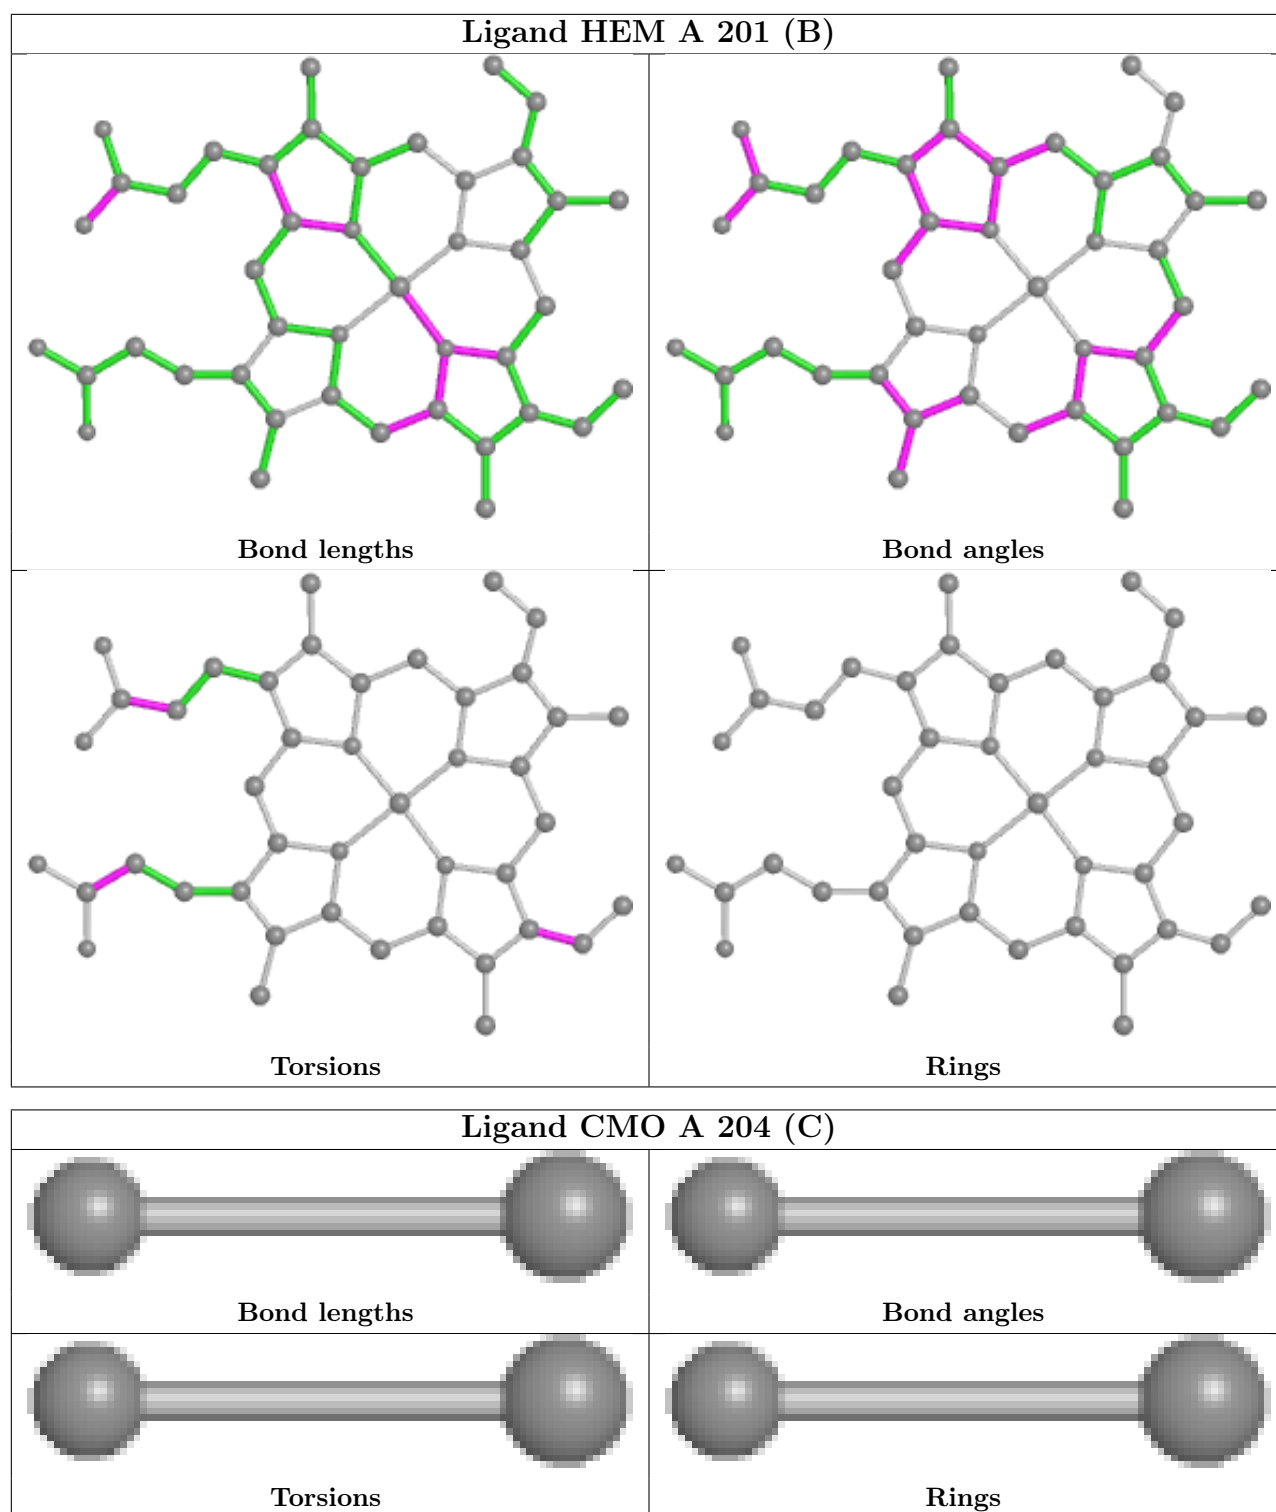 Ligand HEM A 201 (B)
Bond lengths
Bond angles
Torsions
Rings
Ligand CMO A 204 (C)
Bond lengths
Bond angles
Torsions
Rings